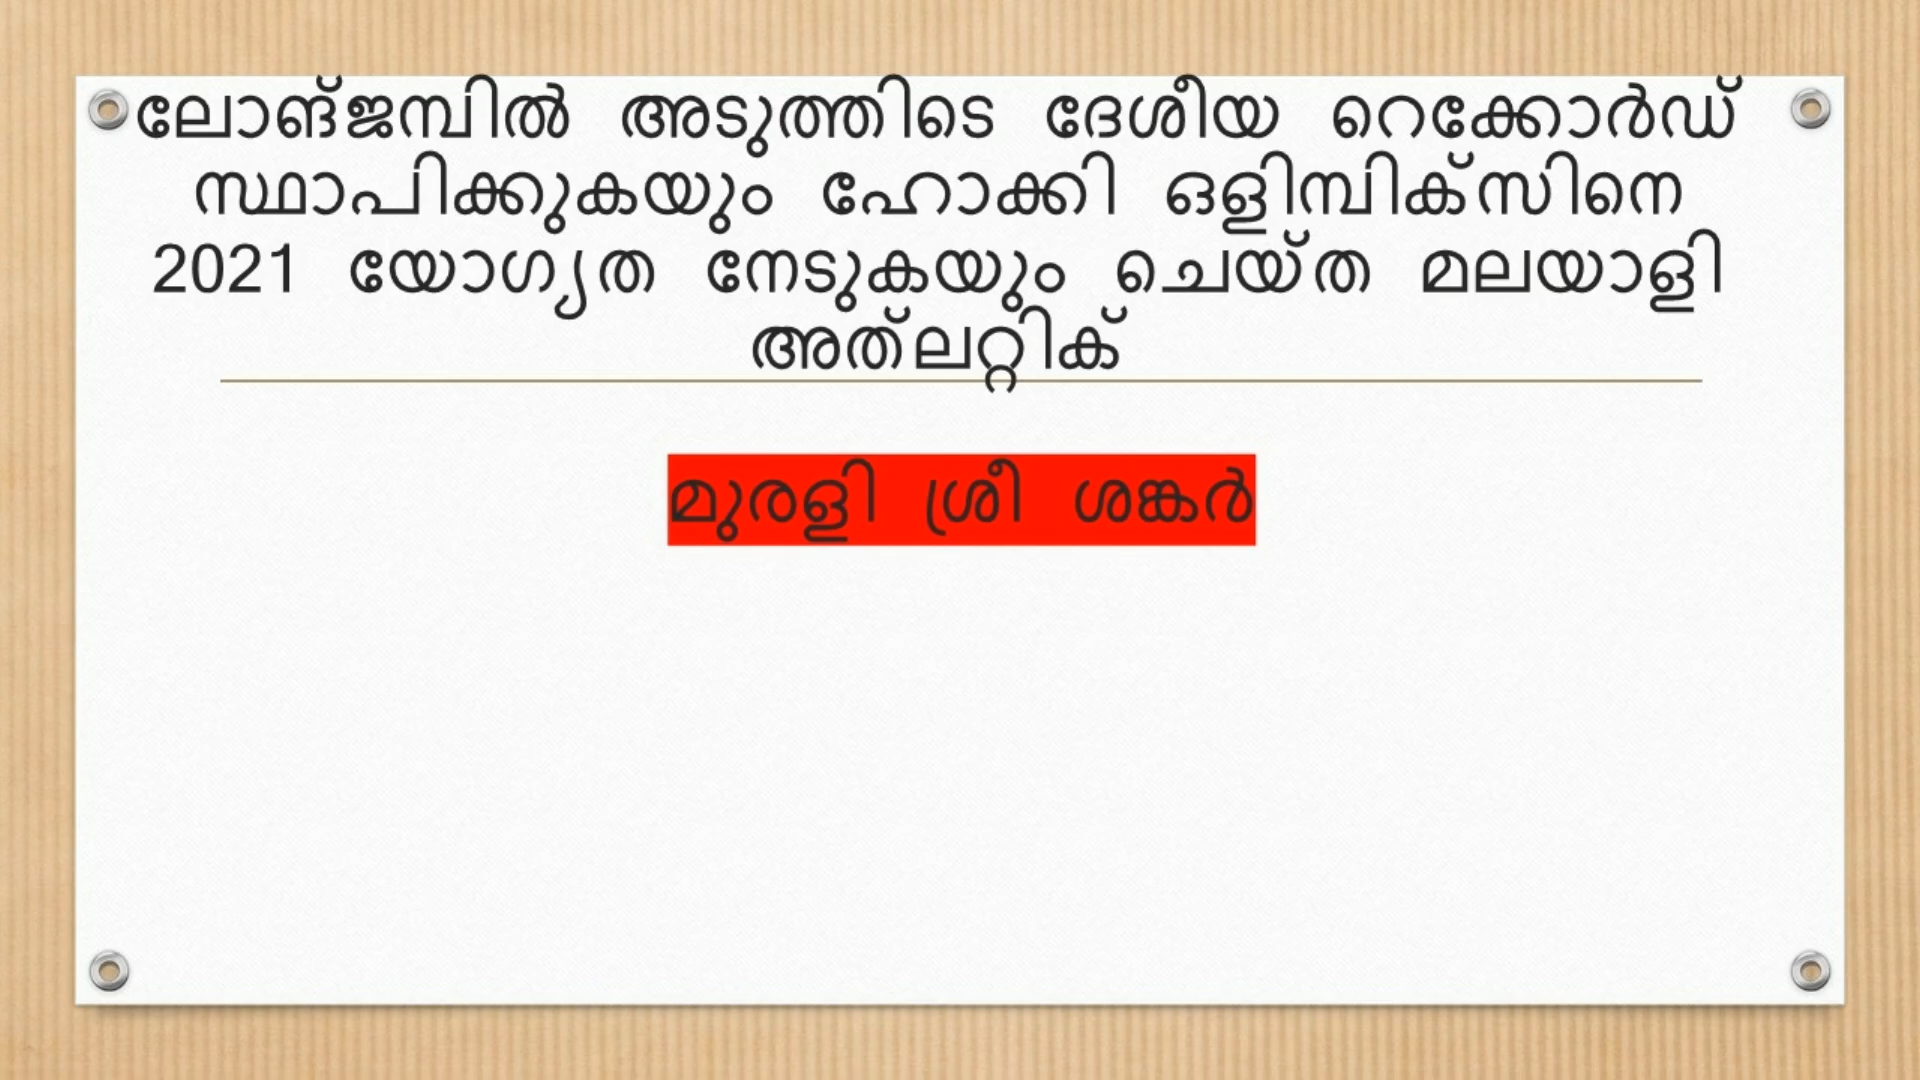 ലോങ്ജമ്പിൽ അടുത്തിടെ ദേശീയ റെക്കോർഡ്
സ്ഥാപിക്കുകയും ഹോക്കി ഒളിമ്പിക്സിനെ
2021 യോഗ്യത നേടുകയും ചെയ്ത മലയാളി
അത്ലറ്റിക്
മുരളി ശ്രീ ശങ്കർ